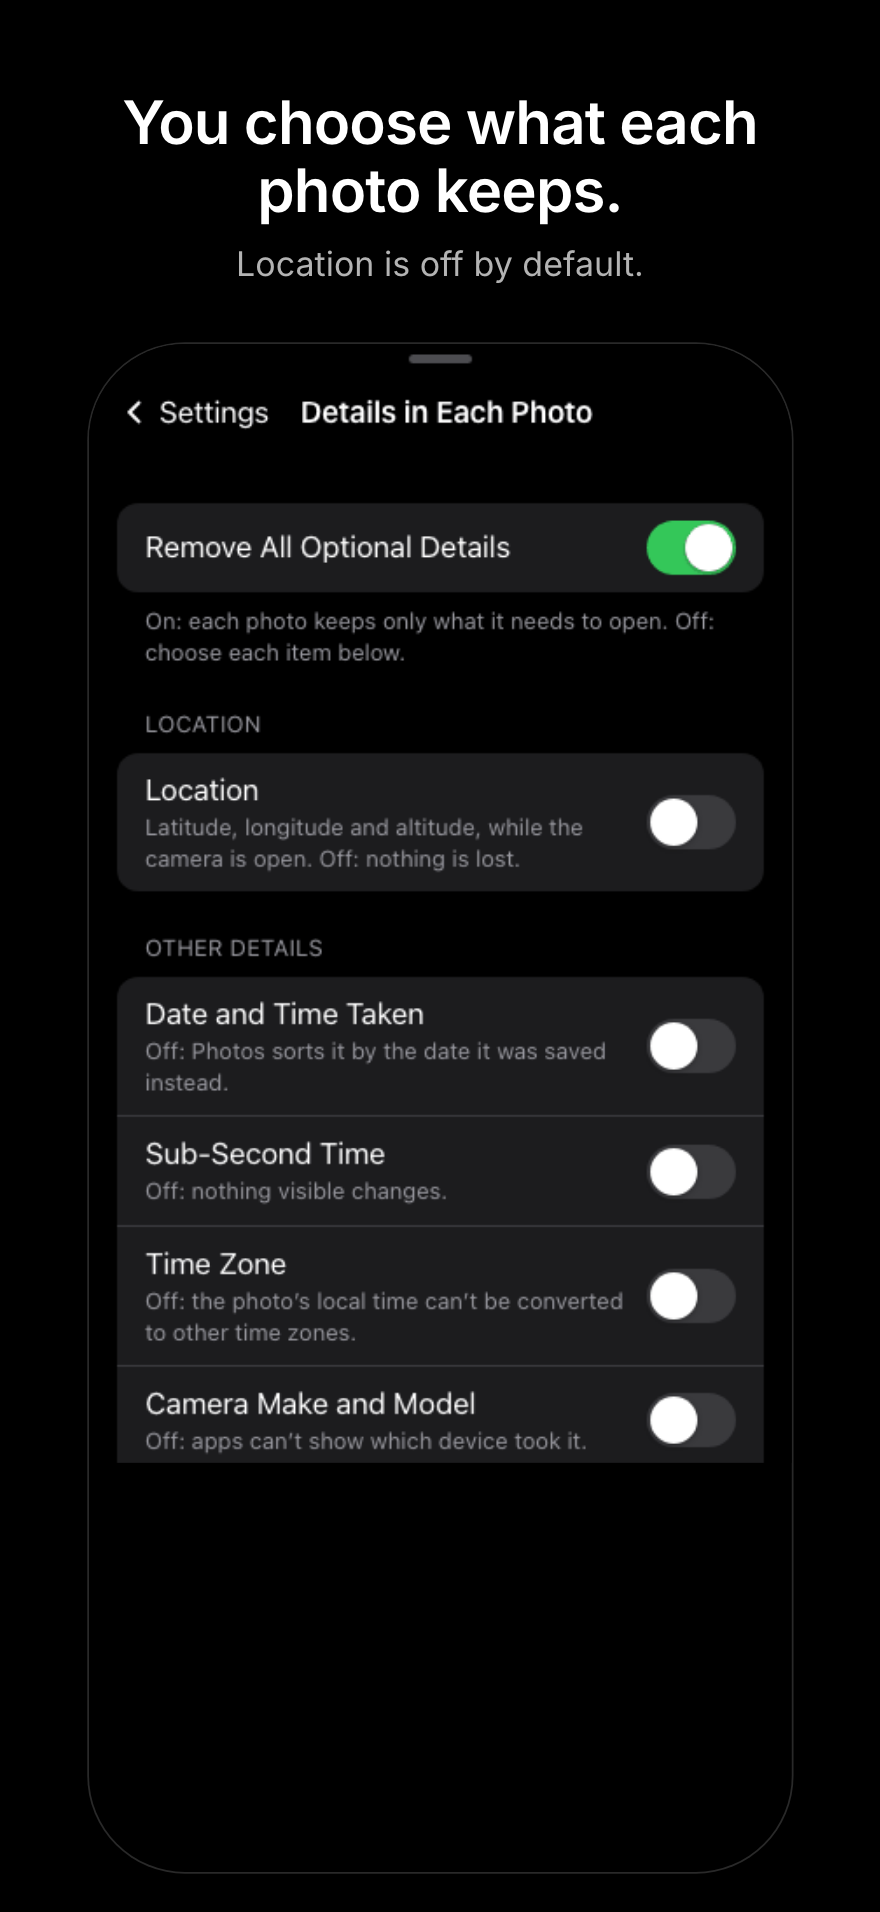 You choose what each
photo keeps.
Location is off by default.
Settings
Details in Each Photo
Remove All Optional Details
On: each photo keeps only what it needs to open. Off:
choose each item below.
LOCATION
Location
Latitude, longitude and altitude, while the
camera is open. Off: nothing is lost.
OTHER DETAILS
Date and Time Taken
Off: Photos sorts it by the date it was saved
instead.
Sub-Second Time
Off: nothing visible changes.
Time Zone
Off: the photo’s local time can’t be converted
to other time zones.
Camera Make and Model
Off: apps can’t show which device took it.